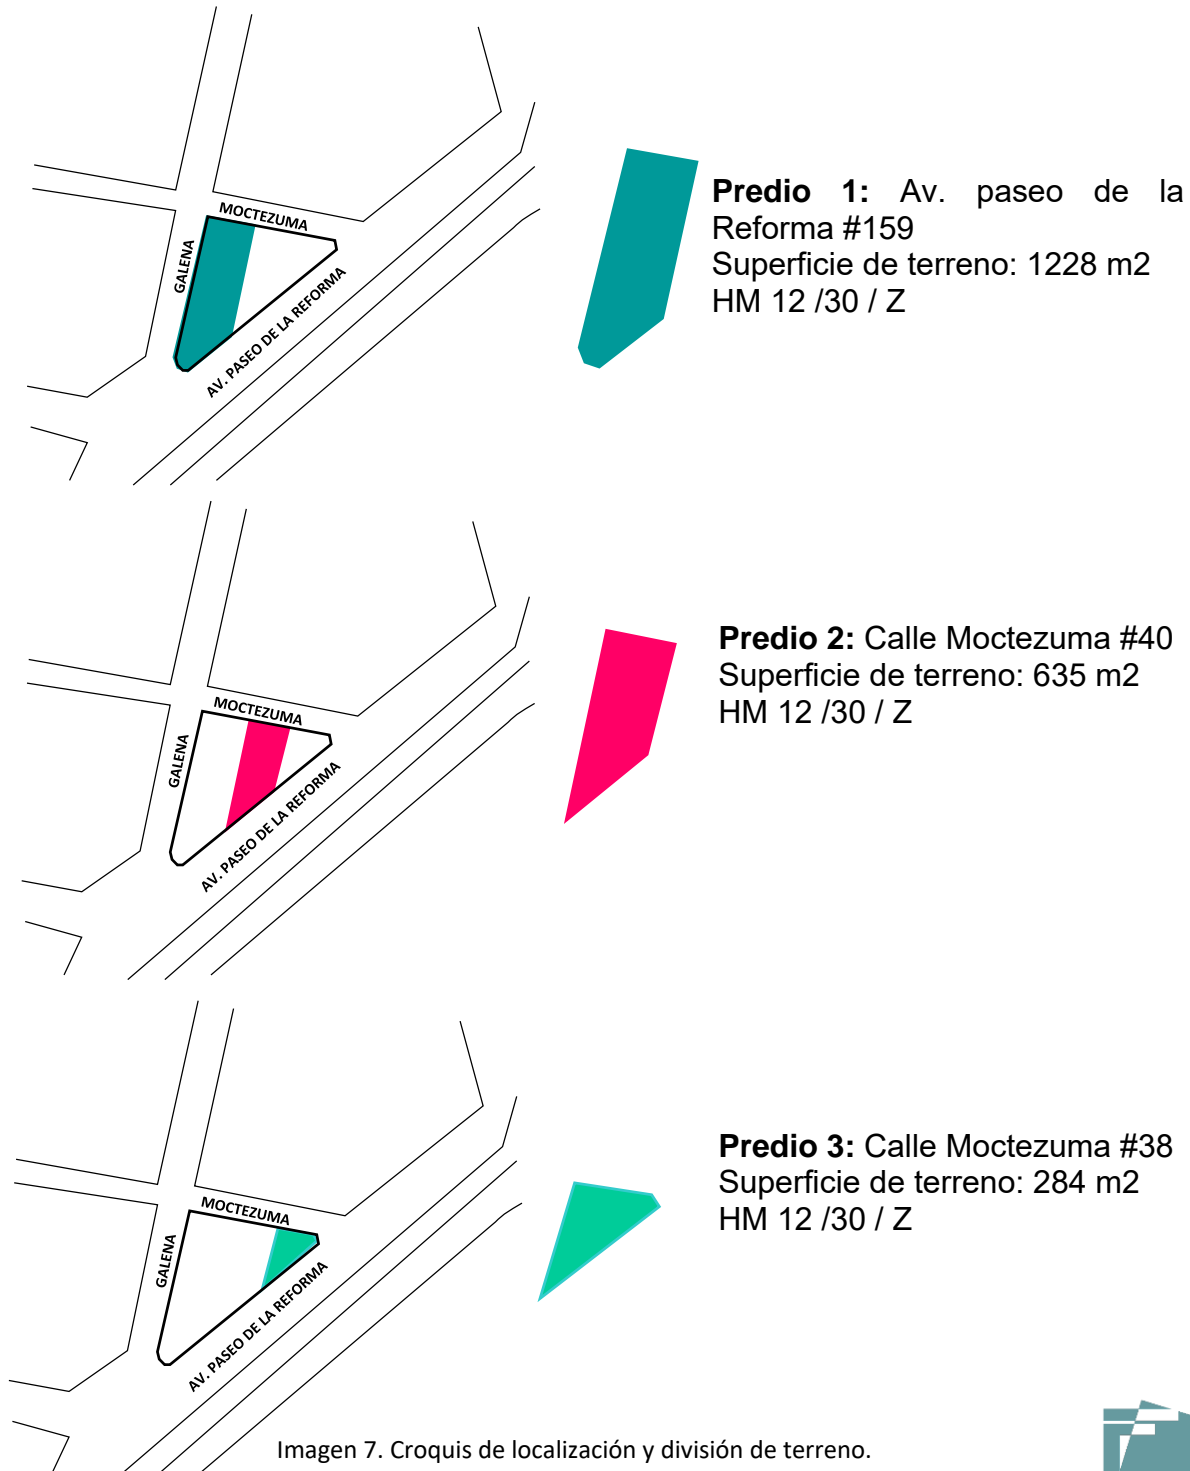 MOCTEZUMA
GALENA
AV. PASEO DE LA REFORMA
Predio 1: Av. paseo de la
Reforma #159
Superficie de terreno: 1228 m2
HM 12 /30 / Z
MOCTEZUMA
GALENA
AV. PASEO DE LA REFORMA
Predio 2: Calle Moctezuma #40
Superficie de terreno: 635 m2
HM 12 /30 / Z
MOCTEZUMA
GALENA
AV. PASEO DE LA REFORMA
Predio 3: Calle Moctezuma #38
Superficie de terreno: 284 m2
HM 12 /30 / Z
Imagen 7. Croquis de localización y división de terreno.